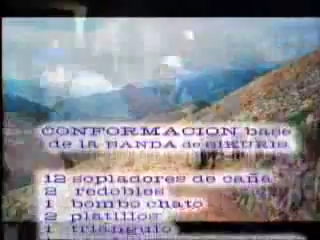 CONFORMACION base
de la BANDA de SIKURIS
12 sopladores de caña
2 redobles
1 bombo chato
2 platillos
1 triángulo